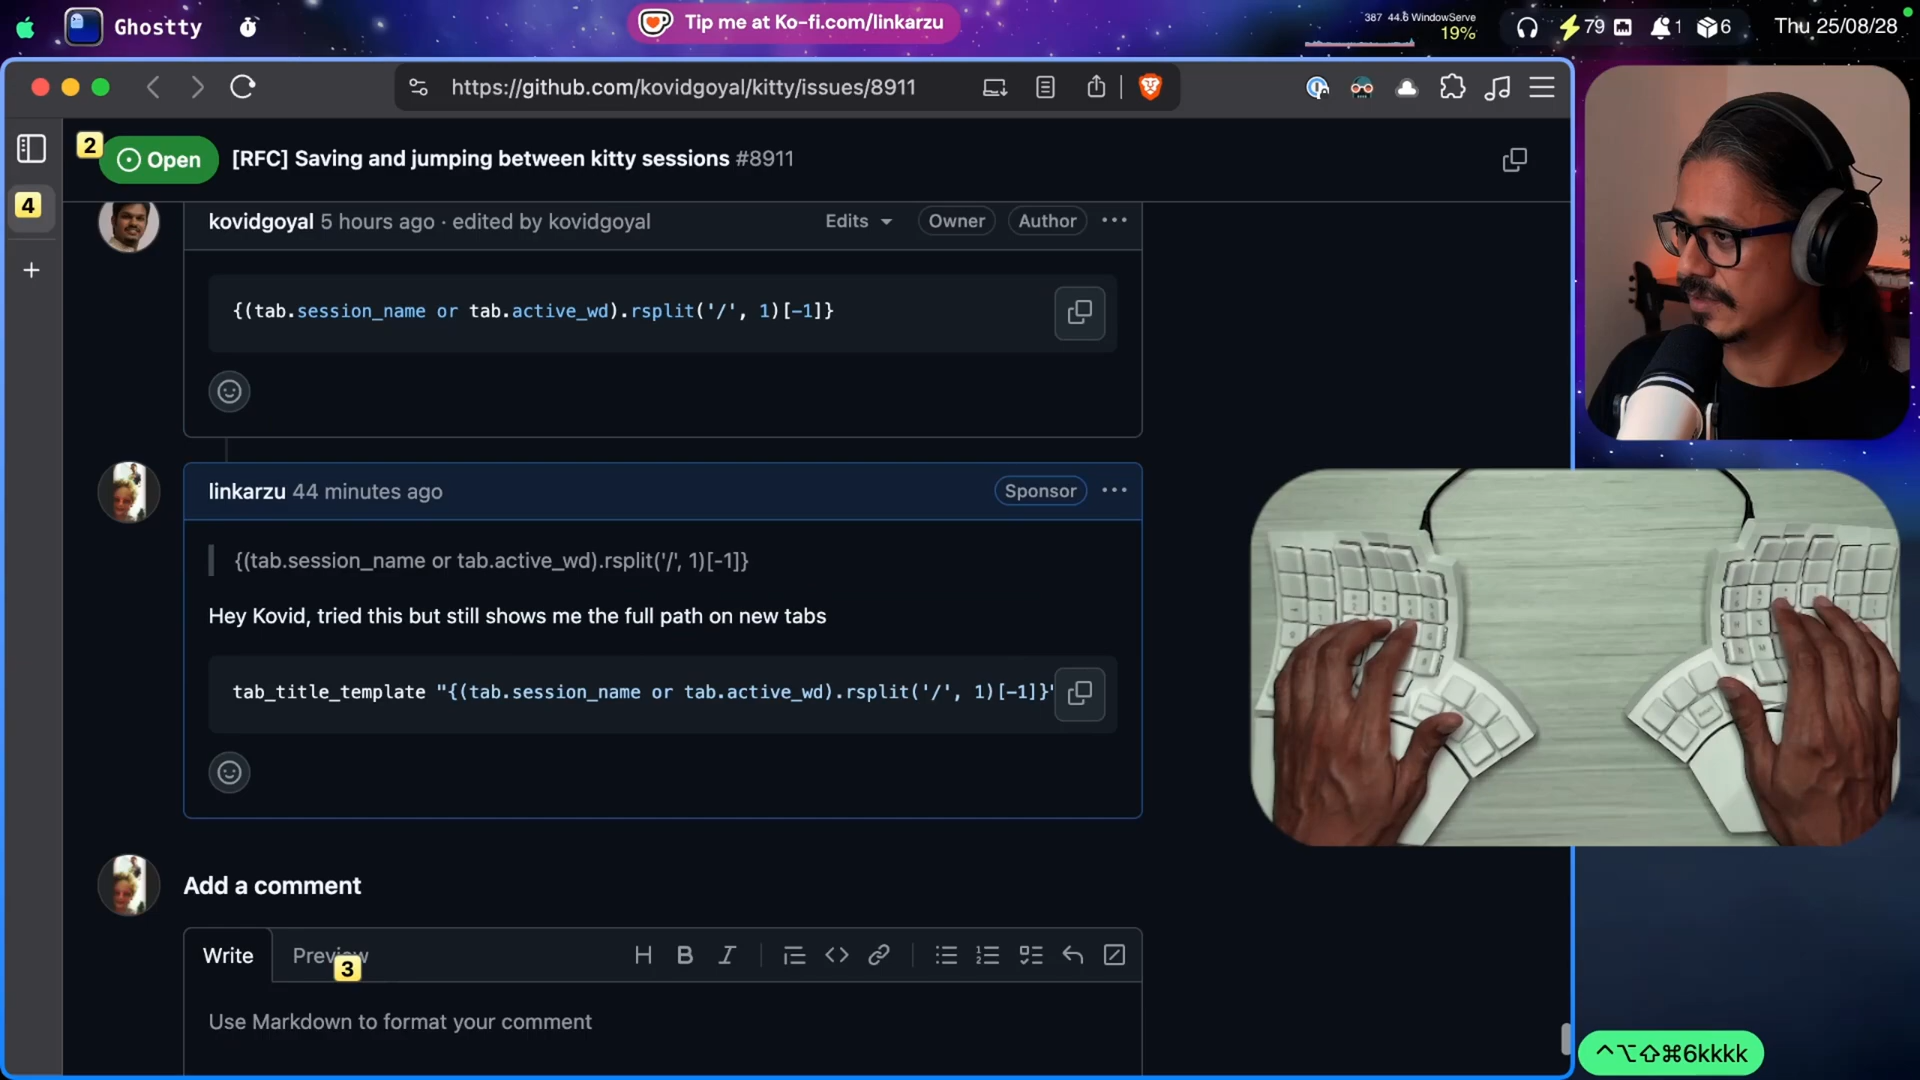 Ghostty
Tip me at Ko-fi.com/linkarzu
387 44.6 WindowServe
19%
79
1
6
Thu 25/08/28
https://github.com/kovidgoyal/kitty/issues/8911
2
Open
[RFC] Saving and jumping between kitty sessions #8911
4
kovidgoyal 5 hours ago · edited by kovidgoyal
Edits
Owner
Author
{(tab.session_name or tab.active_wd).rsplit('/', 1)[-1]}
linkarzu 44 minutes ago
Sponsor
{(tab.session_name or tab.active_wd).rsplit('/', 1)[-1]}
Hey Kovid, tried this but still shows me the full path on new tabs
tab_title_template "{(tab.session_name or tab.active_wd).rsplit('/', 1)[-1]}"
Add a comment
Write
Preview
3
H B I
Use Markdown to format your comment
^⌥⇧⌘6kkkk